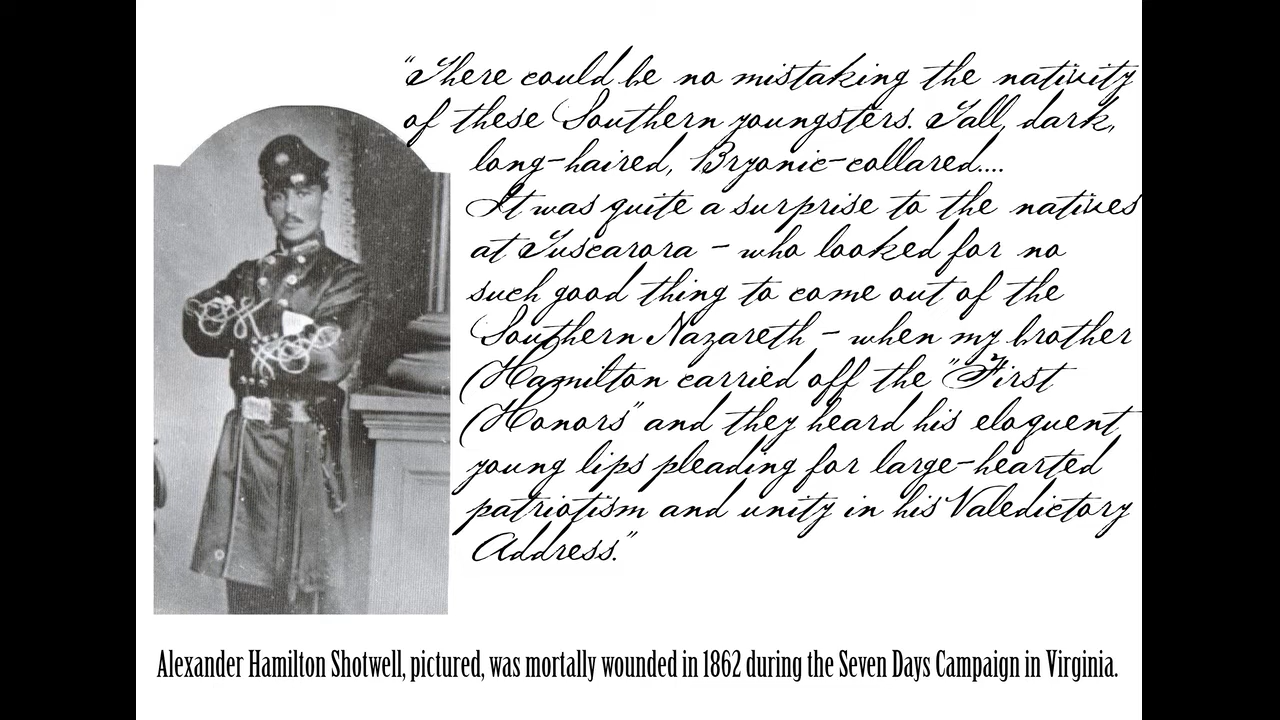 “There could be no mistaking the nativity
of these Southern youngsters. Tall, dark,
long-haired, Bryonic-collared....
It was quite a surprise to the natives
at Tuscarora - who looked for no
such good thing to come out of the
Southern Nazareth - when my brother
Hamilton carried off the "First
Honors" and they heard his eloquent
young lips pleading for large-hearted
patriotism and unity in his Valedictory
Address.”
Alexander Hamilton Shotwell, pictured, was mortally wounded in 1862 during the Seven Days Campaign in Virginia.